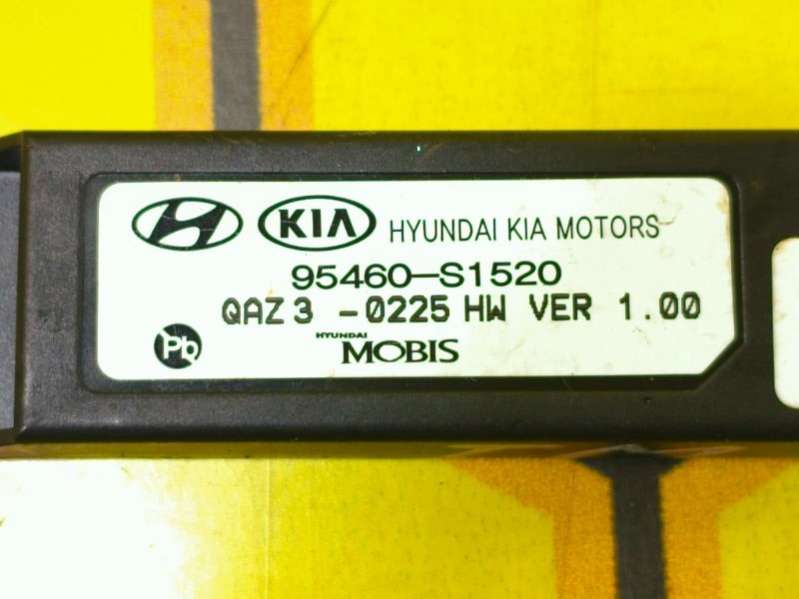 KIA HYUNDAI KIA MOTORS
95460-S1520
QAZ3 -0225 HW VER 1.00
Pb HYUNDAI
MOBIS